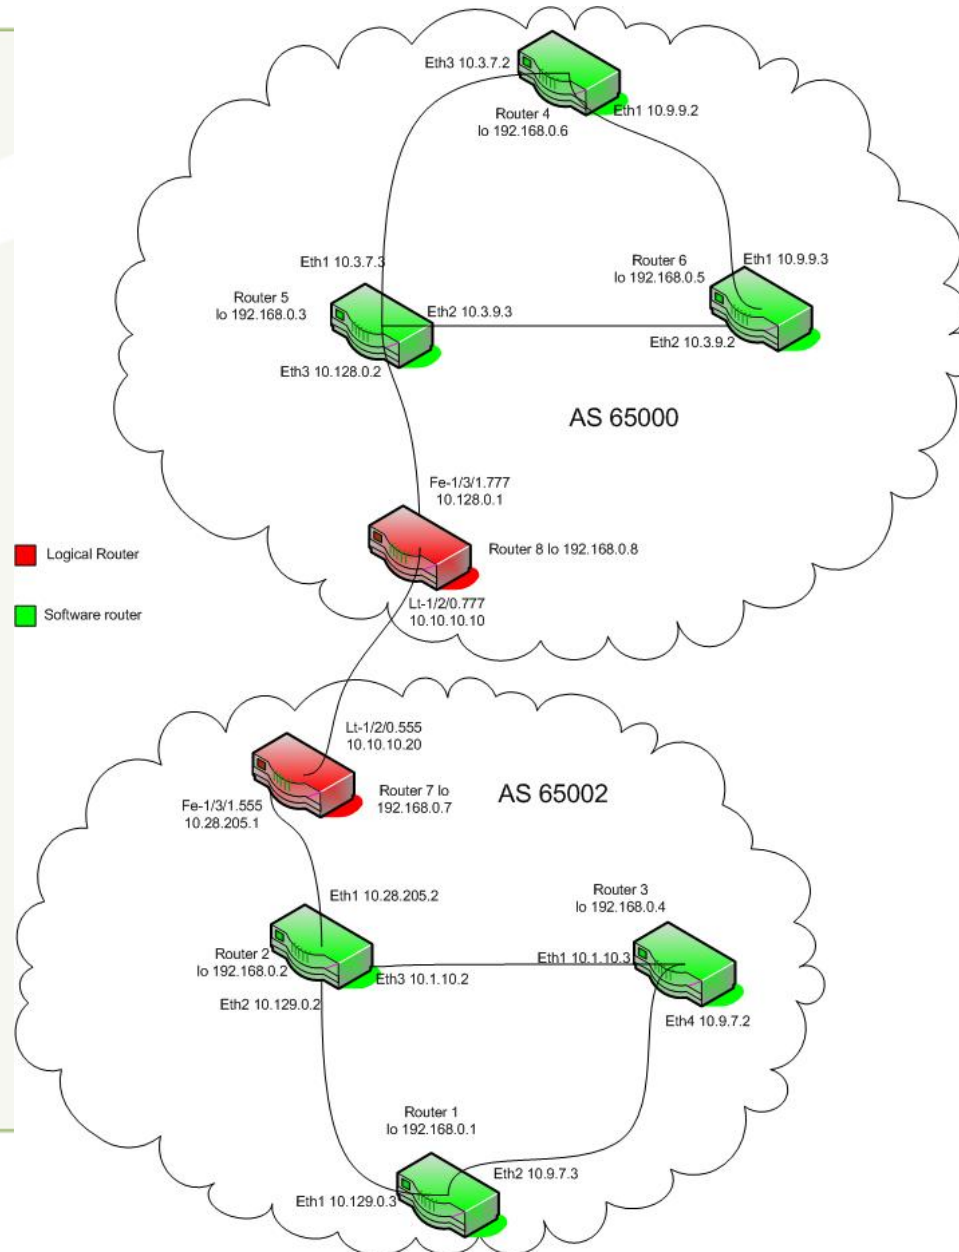 Eth3 10.3.7.2
Router 4
lo 192.168.0.6
Eth1 10.9.9.2
Eth1 10.3.7.3
Router 5
lo 192.168.0.3
Eth2 10.3.9.3
Eth3 10.128.0.2
Router 6
lo 192.168.0.5
Eth1 10.9.9.3
Eth2 10.3.9.2
AS 65000
Fe-1/3/1.777
10.128.0.1
Router 8 lo 192.168.0.8
Lt-1/2/0.777
10.10.10.10
Logical Router
Software router
Lt-1/2/0.555
10.10.10.20
Router 7 lo
192.168.0.7
AS 65002
Fe-1/3/1.555
10.28.205.1
Eth1 10.28.205.2
Router 2
lo 192.168.0.2
Eth3 10.1.10.2
Eth2 10.129.0.2
Router 3
lo 192.168.0.4
Eth1 10.1.10.3
Eth4 10.9.7.2
Router 1
lo 192.168.0.1
Eth2 10.9.7.3
Eth1 10.129.0.3